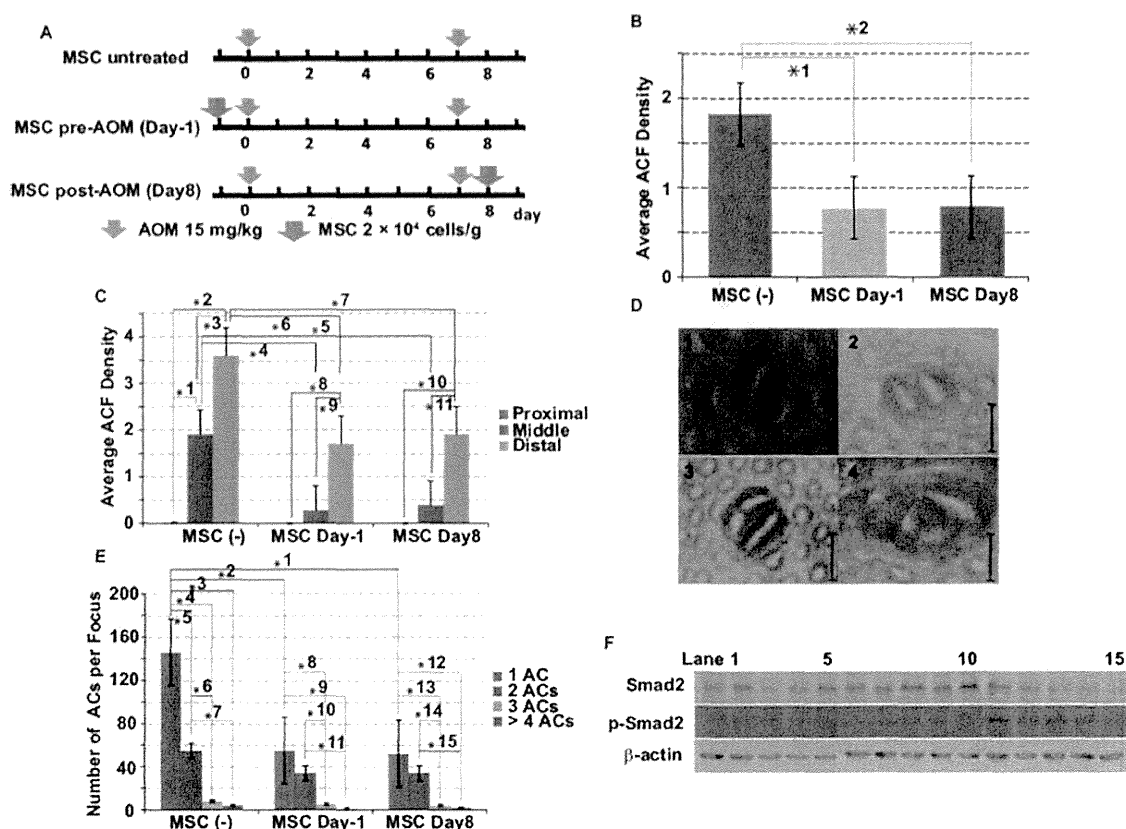 A
MSC untreated
0 2 4 6 8
MSC pre-AOM (Day-1)
0 2 4 6 8
MSC post-AOM (Day8)
0 2 4 6 8 day
AOM 15 mg/kg MSC 2 × 10⁴ cells/g
B
*2
*1
Average ACF Density
2
1
0
MSC (-) MSC Day-1 MSC Day8
C
*2 *7
*3 *6 *5
*4
*1 *8 *10
*9 *11
Average ACF Density
4
3
2
1
0
MSC (-) MSC Day-1 MSC Day8
Proximal
Middle
Distal
D
1 2
3 4
E
*1
*2
*3
*4
*5
*6
*7
*8
*9
*10
*11
*12
*13
*14
*15
Number of ACs per Focus
200
160
120
80
40
0
MSC (-) MSC Day-1 MSC Day8
1 AC
2 ACs
3 ACs
> 4 ACs
F
Lane 1 5 10 15
Smad2
p-Smad2
β-actin